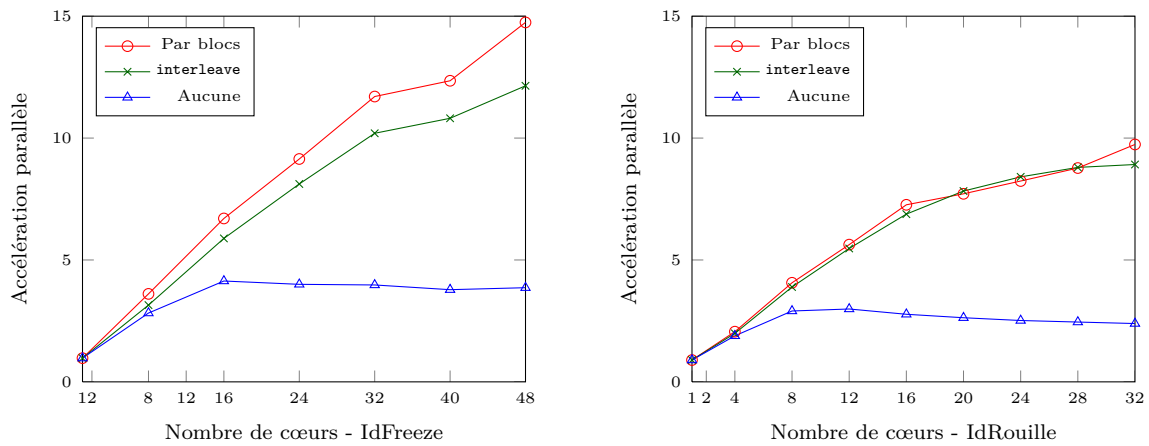 15
10
5
0
Accélération parallèle
Par blocs
interleave
Aucune
1 2 8 12 16 24 32 40 48
Nombre de cœurs - IdFreeze
15
10
5
0
Accélération parallèle
Par blocs
interleave
Aucune
1 2 4 8 12 16 20 24 28 32
Nombre de cœurs - IdRouille